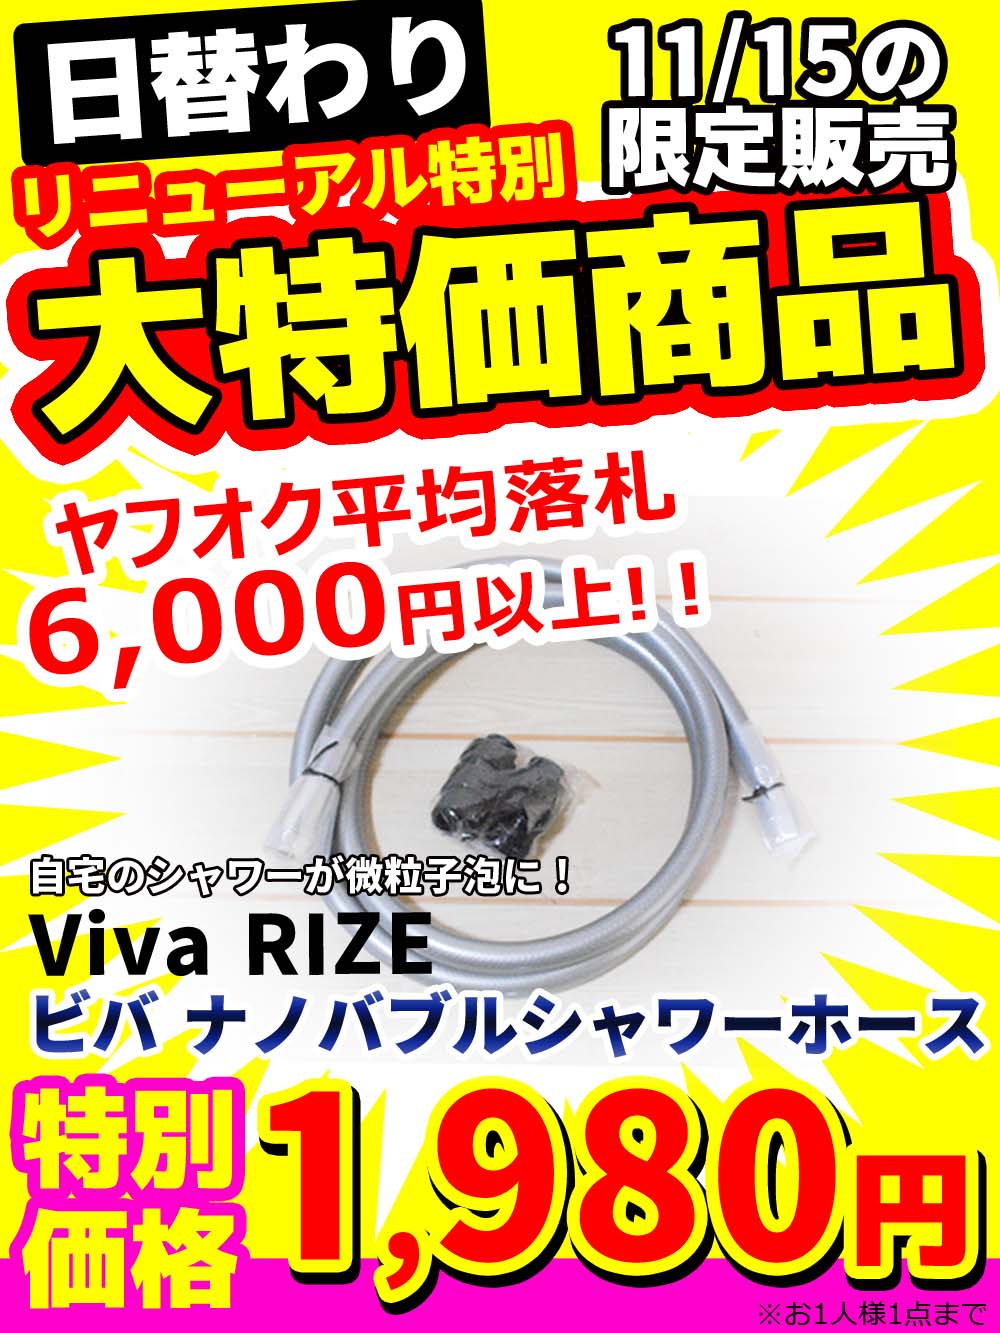 日替わり
11/15の
限定販売
リニューアル特別
大特価商品
ヤフオク平均落札
6,000円以上!!
自宅のシャワーが微粒子泡に！
Viva RIZE
ビバ ナノバブルシャワーホース
特別
価格
1,980円
※お1人様1点まで